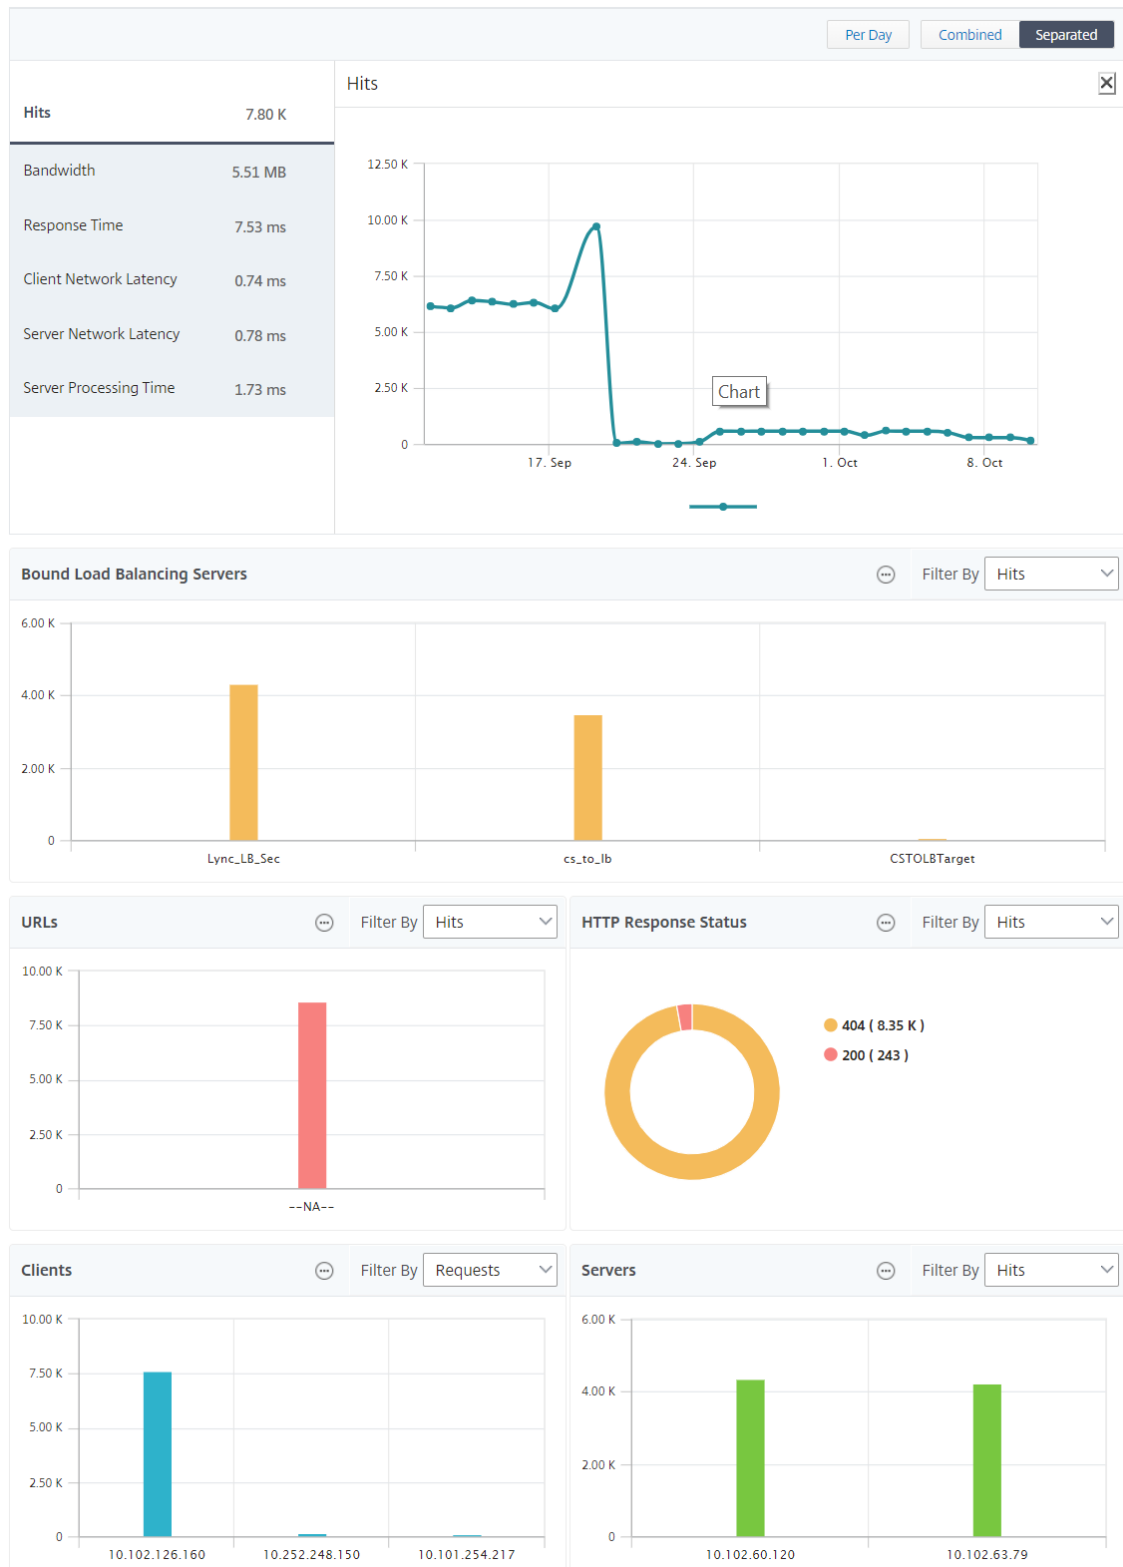 Per Day Combined Separated
Hits 7.80 K
Bandwidth 5.51 MB
Response Time 7.53 ms
Client Network Latency 0.74 ms
Server Network Latency 0.78 ms
Server Processing Time 1.73 ms
Hits
12.50 K
10.00 K
7.50 K
5.00 K
2.50 K
0
Chart
17. Sep 24. Sep 1. Oct 8. Oct
Bound Load Balancing Servers Filter By Hits
6.00 K
4.00 K
2.00 K
0
Lync_LB_Sec cs_to_lb CSTOLBTarget
URLs Filter By Hits
10.00 K
7.50 K
5.00 K
2.50 K
0
--NA--
HTTP Response Status Filter By Hits
404 ( 8.35 K )
200 ( 243 )
Clients Filter By Requests
10.00 K
7.50 K
5.00 K
2.50 K
0
10.102.126.160 10.252.248.150 10.101.254.217
Servers Filter By Hits
6.00 K
4.00 K
2.00 K
0
10.102.60.120 10.102.63.79